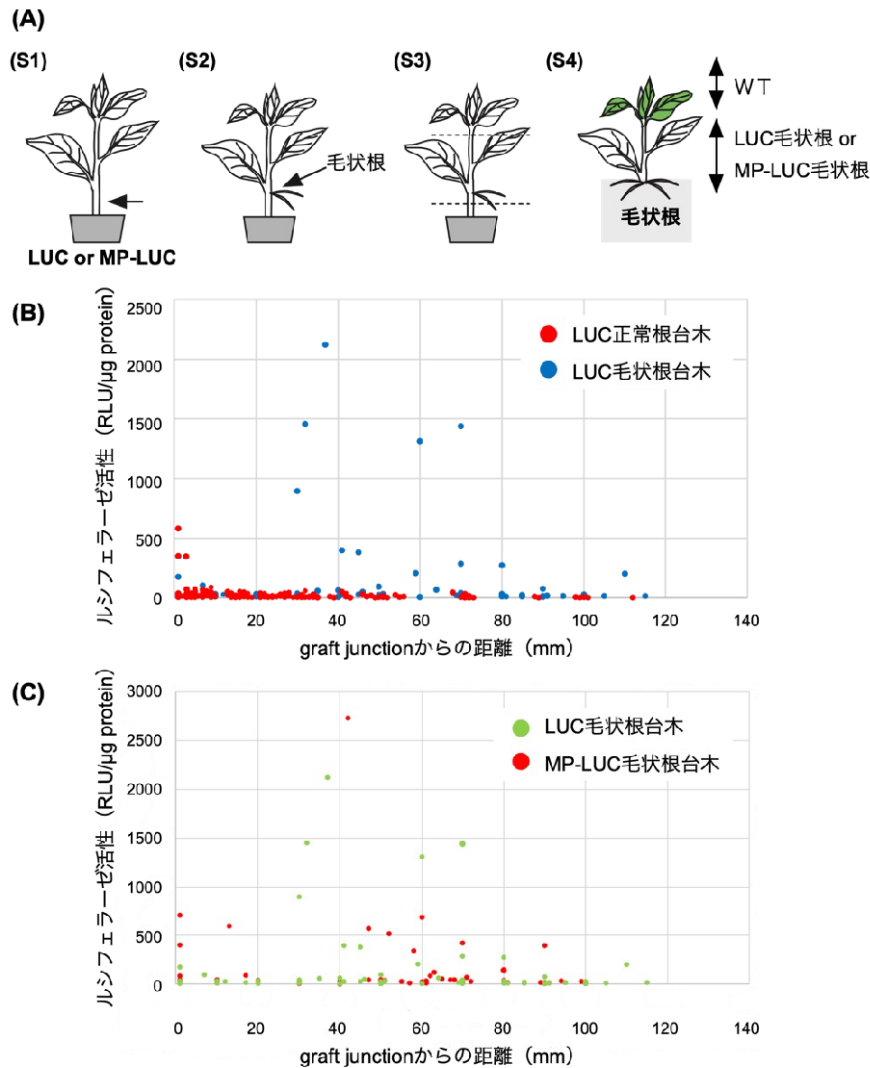 (A)
(S1)
(S2)
(S3)
(S4)
WT
毛状根
LUC毛状根 or
MP-LUC毛状根
毛状根
LUC or MP-LUC
(B)
ルシフェラーゼ活性（RLU/μg protein）
2500
2000
1500
1000
500
0
LUC正常根台木
LUC毛状根台木
0 20 40 60 80 100 120 140
graft junctionからの距離（mm）
(C)
ルシフェラーゼ活性（RLU/μg protein）
3000
2500
2000
1500
1000
500
0
LUC毛状根台木
MP-LUC毛状根台木
0 20 40 60 80 100 120 140
graft junctionからの距離（mm）